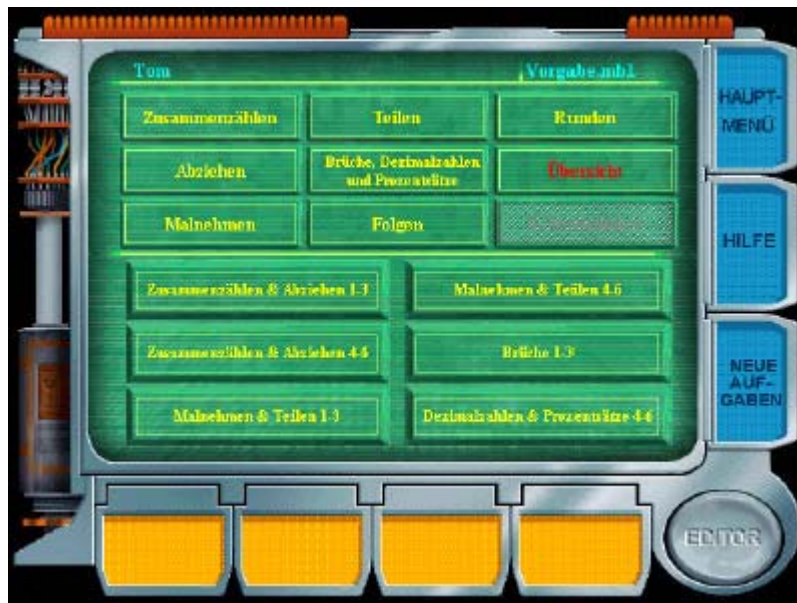 Tom
Vorgabe.mb1
Zusammenzählen
Teilen
Runden
Abziehen
Brüche, Dezimalzahlen
und Prozentsätze
Übersicht
Malnehmen
Folgen
Zusammenzählen & Abziehen 1-3
Malnehmen & Teilen 4-6
Zusammenzählen & Abziehen 4-6
Brüche 1-3
Malnehmen & Teilen 1-3
Dezimalzahlen & Prozentsätze 4-6
HAUPT-
MENÜ
HILFE
NEUE
AUF-
GABEN
EDITOR